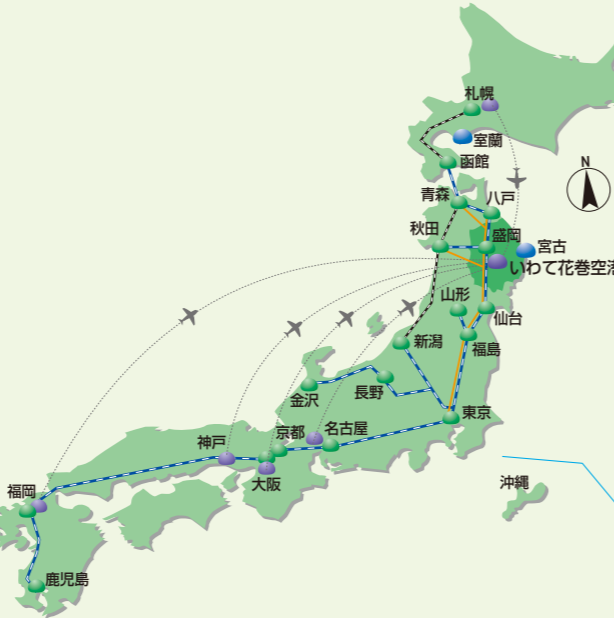 札幌
室蘭
函館
N
青森
八戸
秋田
盛岡
宮古
いわて花巻空港
山形
仙台
新潟
福島
長野
金沢
東京
京都
名古屋
神戸
大阪
沖縄
福岡
鹿児島